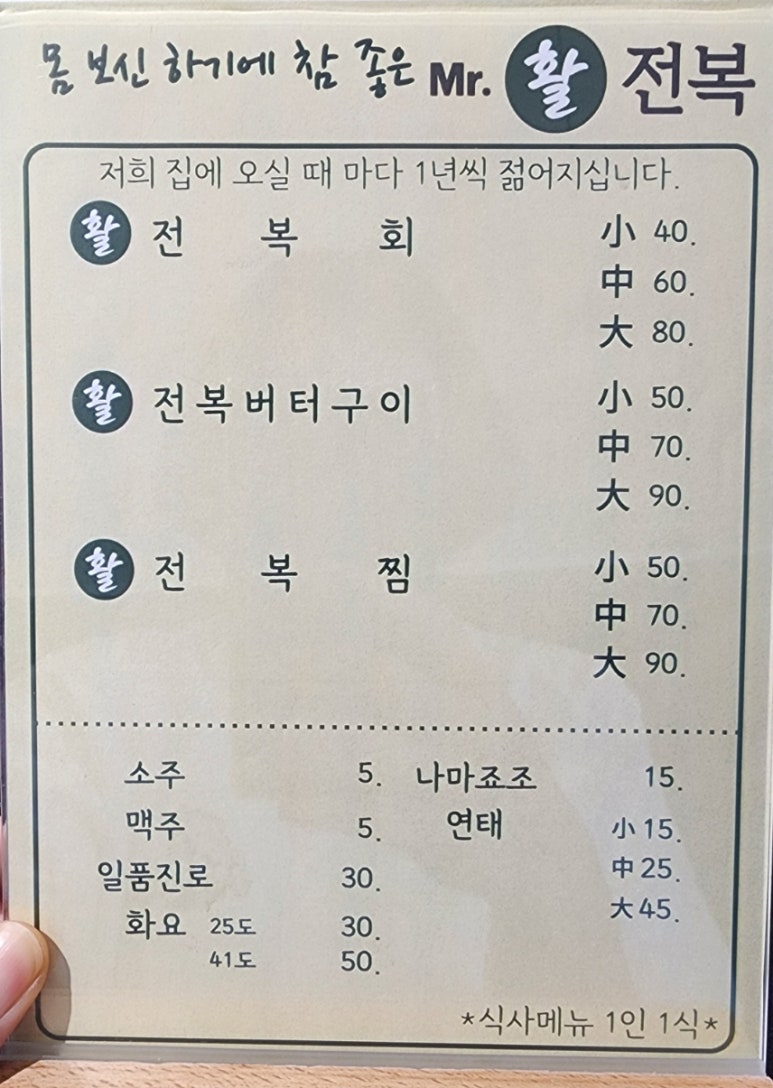 몸 보신 하기에 참 좋은 Mr. 활 전복
저희 집에 오실 때 마다 1년씩 젊어지십니다.
활 전 복 회 小 40.
中 60.
大 80.
활 전복버터구이 小 50.
中 70.
大 90.
활 전 복 찜 小 50.
中 70.
大 90.
소주 5. 나마죠조 15.
맥주 5. 연태 小 15.
일품진로 30. 中 25.
화요 25도 30. 大 45.
41도 50.
*식사메뉴 1인 1식*